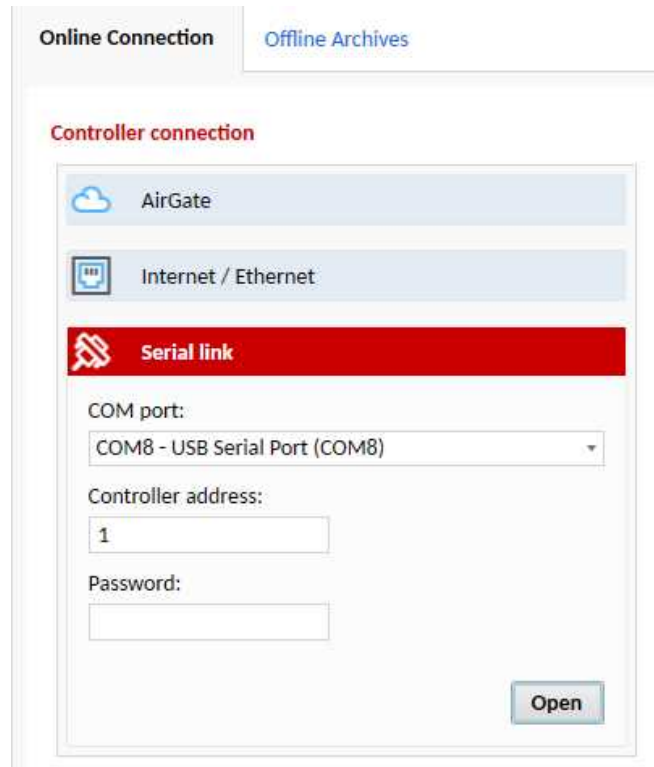 Online Connection
Offline Archives
Controller connection
AirGate
Internet / Ethernet
Serial link
COM port:
COM8 - USB Serial Port (COM8)
Controller address:
1
Password:
Open